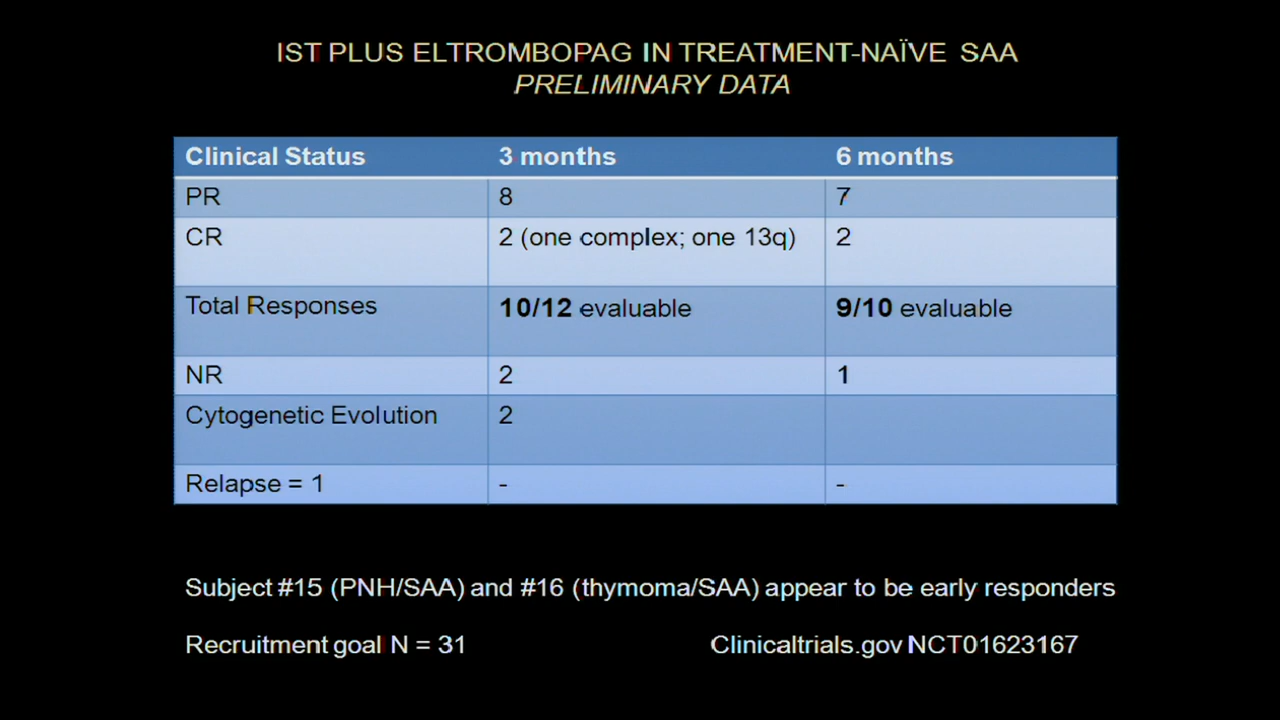 IST PLUS ELTROMBOPAG IN TREATMENT-NAÏVE SAA
PRELIMINARY DATA
Clinical Status 3 months 6 months
PR 8 7
CR 2 (one complex; one 13q) 2
Total Responses 10/12 evaluable 9/10 evaluable
NR 2 1
Cytogenetic Evolution 2
Relapse = 1 - -
Subject #15 (PNH/SAA) and #16 (thymoma/SAA) appear to be early responders
Recruitment goal N = 31 Clinicaltrials.gov NCT01623167